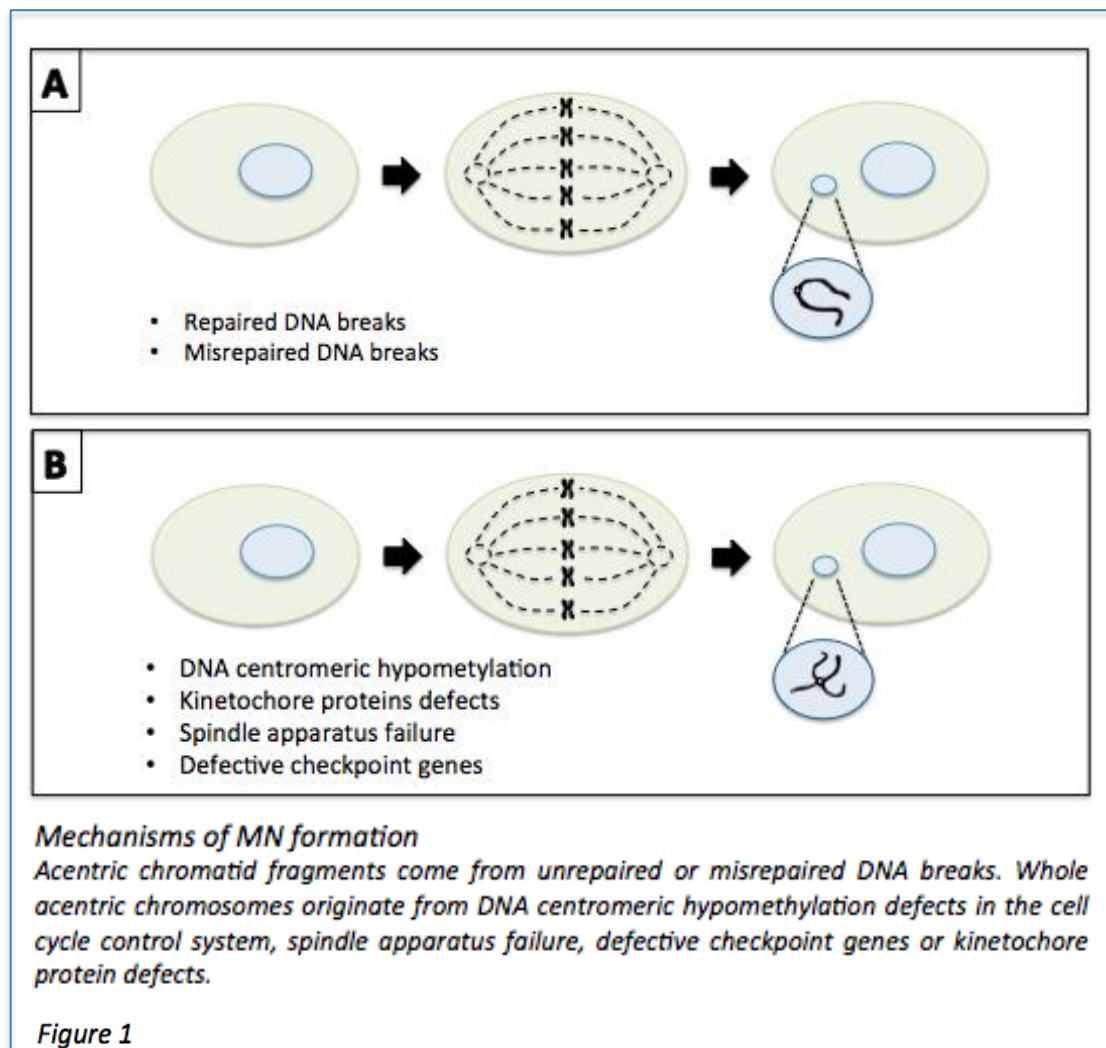 A
• Repaired DNA breaks
• Misrepaired DNA breaks
B
• DNA centromeric hypometylation
• Kinetochore proteins defects
• Spindle apparatus failure
• Defective checkpoint genes
Mechanisms of MN formation
Acentric chromatid fragments come from unrepaired or misrepaired DNA breaks. Whole
acentric chromosomes originate from DNA centromeric hypomethylation defects in the cell
cycle control system, spindle apparatus failure, defective checkpoint genes or kinetochore
protein defects.
Figure 1